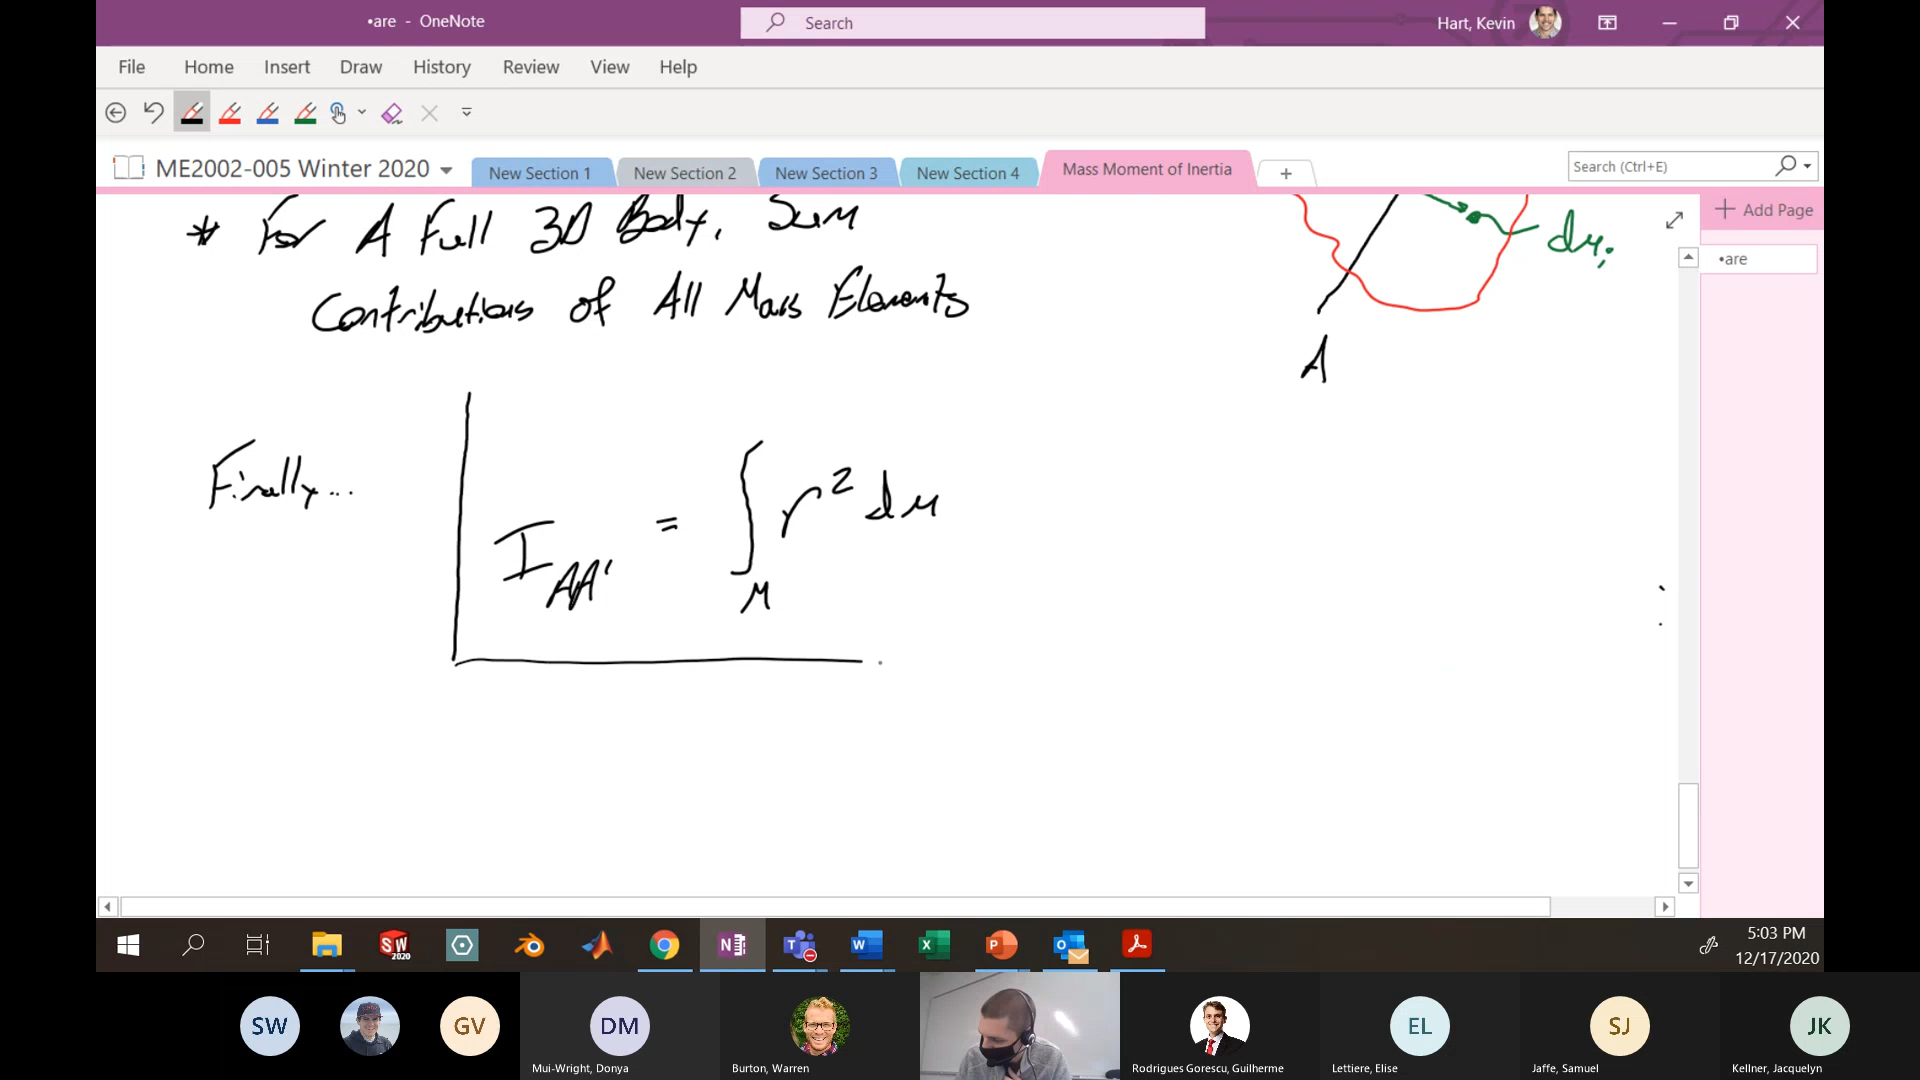 •are - OneNote
Search
Hart, Kevin
File Home Insert Draw History Review View Help
ME2002-005 Winter 2020
New Section 1
New Section 2
New Section 3
New Section 4
Mass Moment of Inertia
+
Search (Ctrl+E)
Add Page
•are
* For A Full 3D Body, Sum
Contributions of All Mass Elements
dmᵢ
A
Finally...
I_AA' = ∫_M r² dm
SW 2020
5:03 PM
12/17/2020
SW
GV
DM
EL
SJ
JK
Mui-Wright, Donya
Burton, Warren
Rodrigues Gorescu, Guilherme
Lettiere, Elise
Jaffe, Samuel
Kellner, Jacquelyn